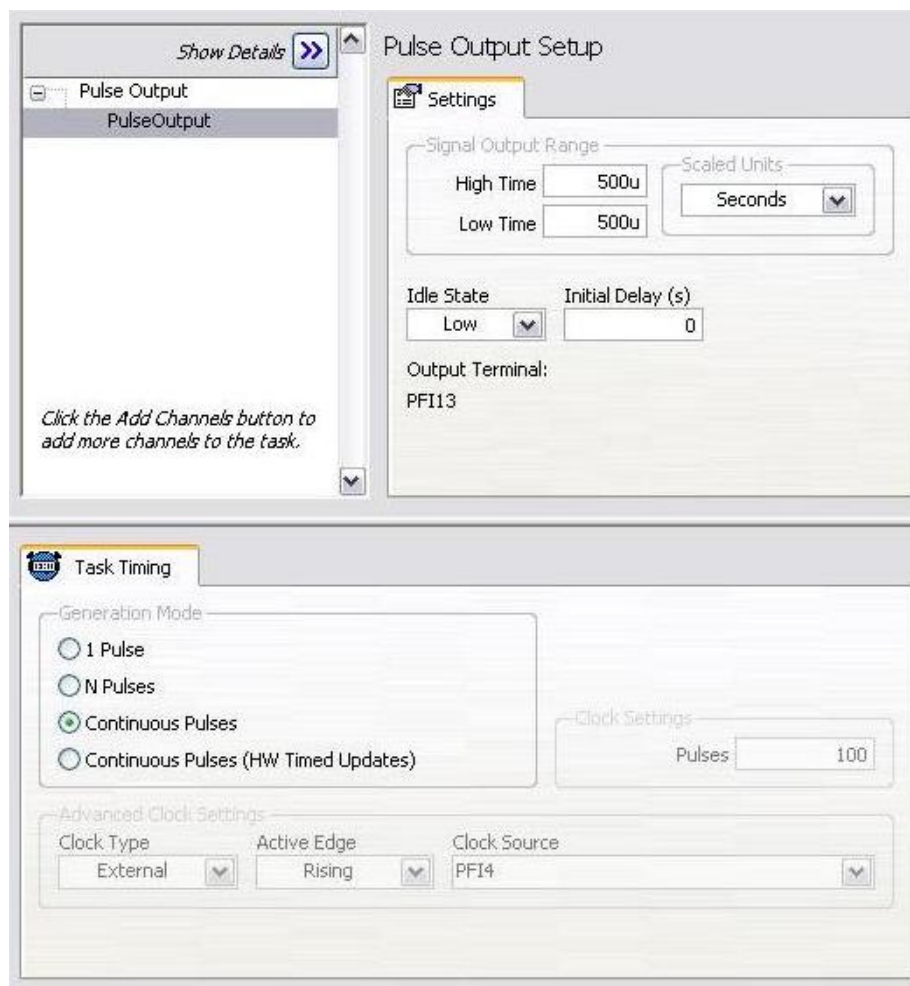 Show Details
Pulse Output
PulseOutput
Click the Add Channels button to
add more channels to the task.
Pulse Output Setup
Settings
Signal Output Range
High Time 500u
Low Time 500u
Scaled Units
Seconds
Idle State Initial Delay (s)
Low 0
Output Terminal:
PFI13
Task Timing
Generation Mode
1 Pulse
N Pulses
Continuous Pulses
Continuous Pulses (HW Timed Updates)
Clock Settings
Pulses 100
Advanced Clock Settings
Clock Type Active Edge Clock Source
External Rising PFI4